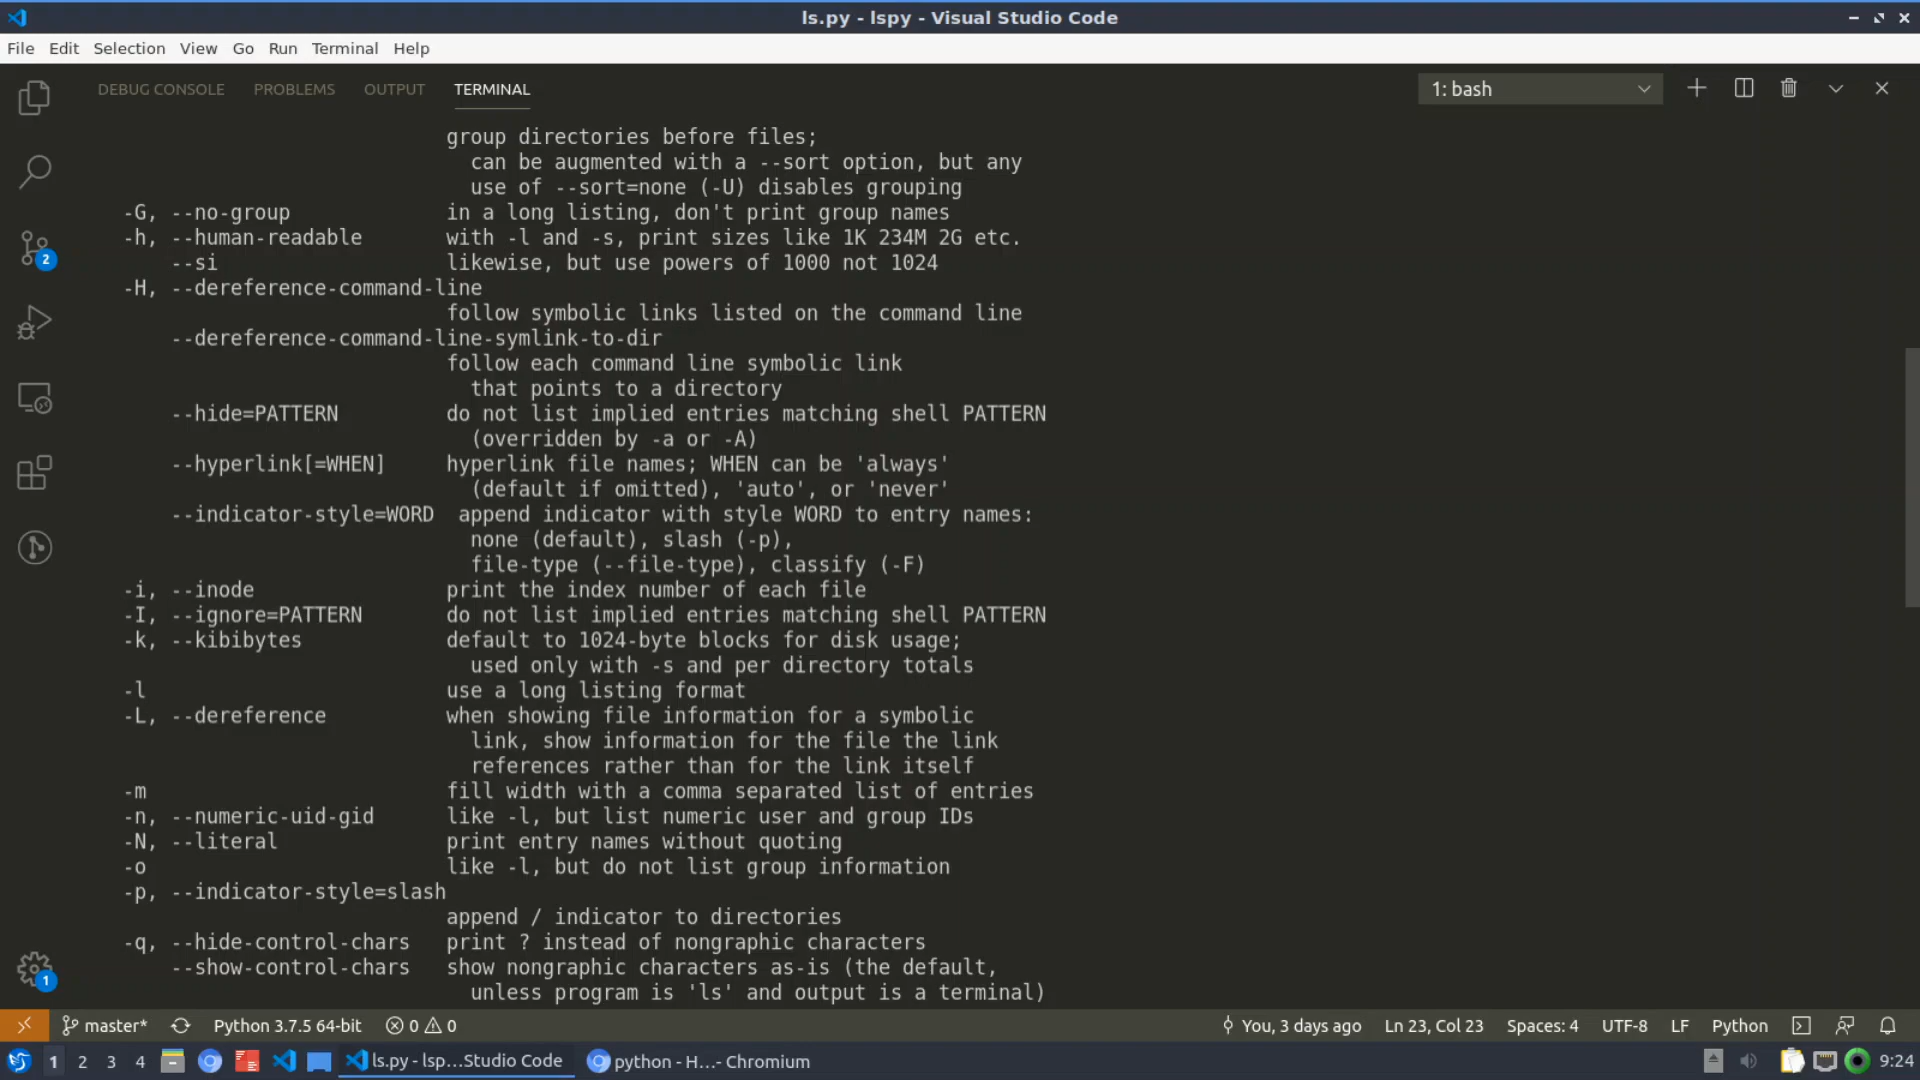 ls.py - lspy - Visual Studio Code
File Edit Selection View Go Run Terminal Help
DEBUG CONSOLE PROBLEMS OUTPUT TERMINAL 1: bash
group directories before files;
can be augmented with a --sort option, but any
use of --sort=none (-U) disables grouping
-G, --no-group in a long listing, don't print group names
-h, --human-readable with -l and -s, print sizes like 1K 234M 2G etc.
--si likewise, but use powers of 1000 not 1024
-H, --dereference-command-line
follow symbolic links listed on the command line
--dereference-command-line-symlink-to-dir
follow each command line symbolic link
that points to a directory
--hide=PATTERN do not list implied entries matching shell PATTERN
(overridden by -a or -A)
--hyperlink[=WHEN] hyperlink file names; WHEN can be 'always'
(default if omitted), 'auto', or 'never'
--indicator-style=WORD append indicator with style WORD to entry names:
none (default), slash (-p),
file-type (--file-type), classify (-F)
-i, --inode print the index number of each file
-I, --ignore=PATTERN do not list implied entries matching shell PATTERN
-k, --kibibytes default to 1024-byte blocks for disk usage;
used only with -s and per directory totals
-l use a long listing format
-L, --dereference when showing file information for a symbolic
link, show information for the file the link
references rather than for the link itself
-m fill width with a comma separated list of entries
-n, --numeric-uid-gid like -l, but list numeric user and group IDs
-N, --literal print entry names without quoting
-o like -l, but do not list group information
-p, --indicator-style=slash
append / indicator to directories
-q, --hide-control-chars print ? instead of nongraphic characters
--show-control-chars show nongraphic characters as-is (the default,
unless program is 'ls' and output is a terminal)
2
1
master* Python 3.7.5 64-bit 0 0 You, 3 days ago Ln 23, Col 23 Spaces: 4 UTF-8 LF Python
1 2 3 4 ls.py - lsp...Studio Code python - H...- Chromium 9:24